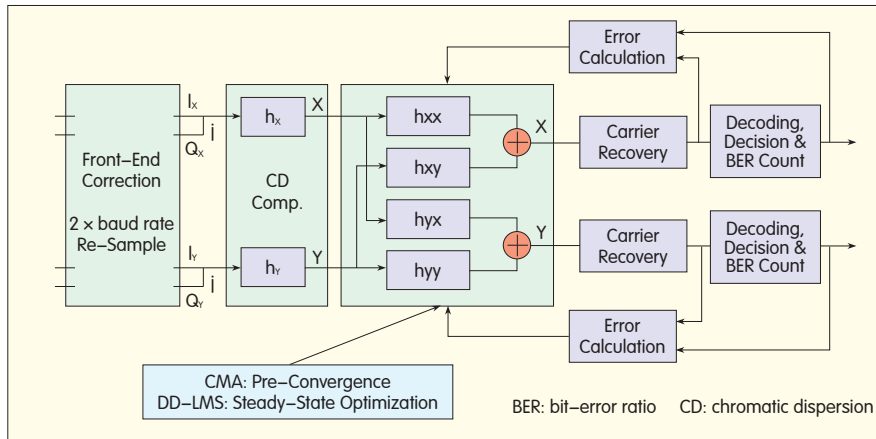 Error
Calculation
I_X
j
Q_X
h_X
X
hxx
hxy
hyx
hyy
X
Carrier
Recovery
Decoding,
Decision &
BER Count
Front-End
Correction
2 × baud rate
Re-Sample
CD
Comp.
I_Y
j
Q_Y
h_Y
Y
Y
Carrier
Recovery
Decoding,
Decision &
BER Count
Error
Calculation
CMA: Pre-Convergence
DD-LMS: Steady-State Optimization
BER: bit-error ratio CD: chromatic dispersion